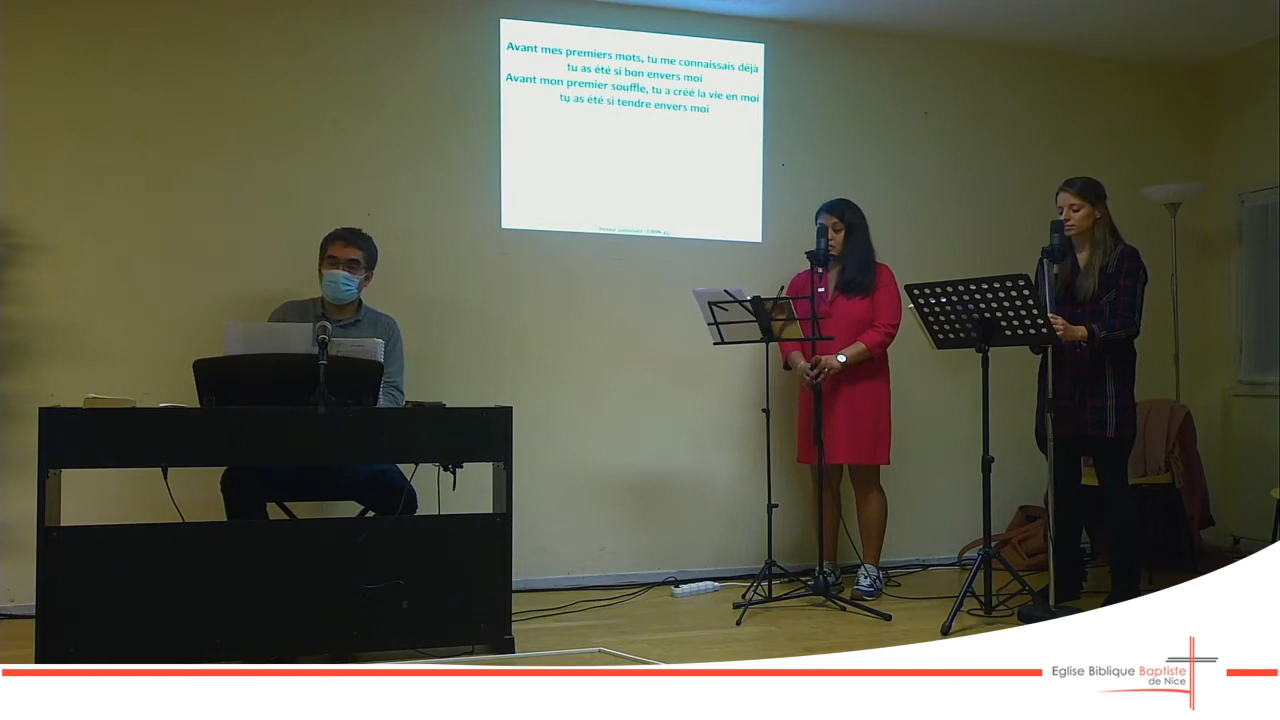 Avant mes premiers mots, tu me connaissais déjà
tu as été si bon envers moi
Avant mon premier souffle, tu a créé la vie en moi
tu as été si tendre envers moi
Eglise Biblique Baptiste
de Nice